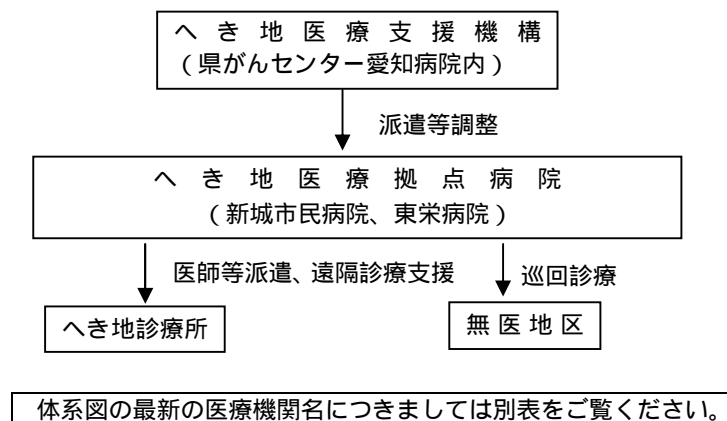 へき地医療支援機構
(県がんセンター愛知病院内)
派遣等調整
へき地医療拠点病院
(新城市民病院、東栄病院)
医師等派遣、遠隔診療支援
巡回診療
へき地診療所
無医地区
体系図の最新の医療機関名につきましては別表をご覧ください。